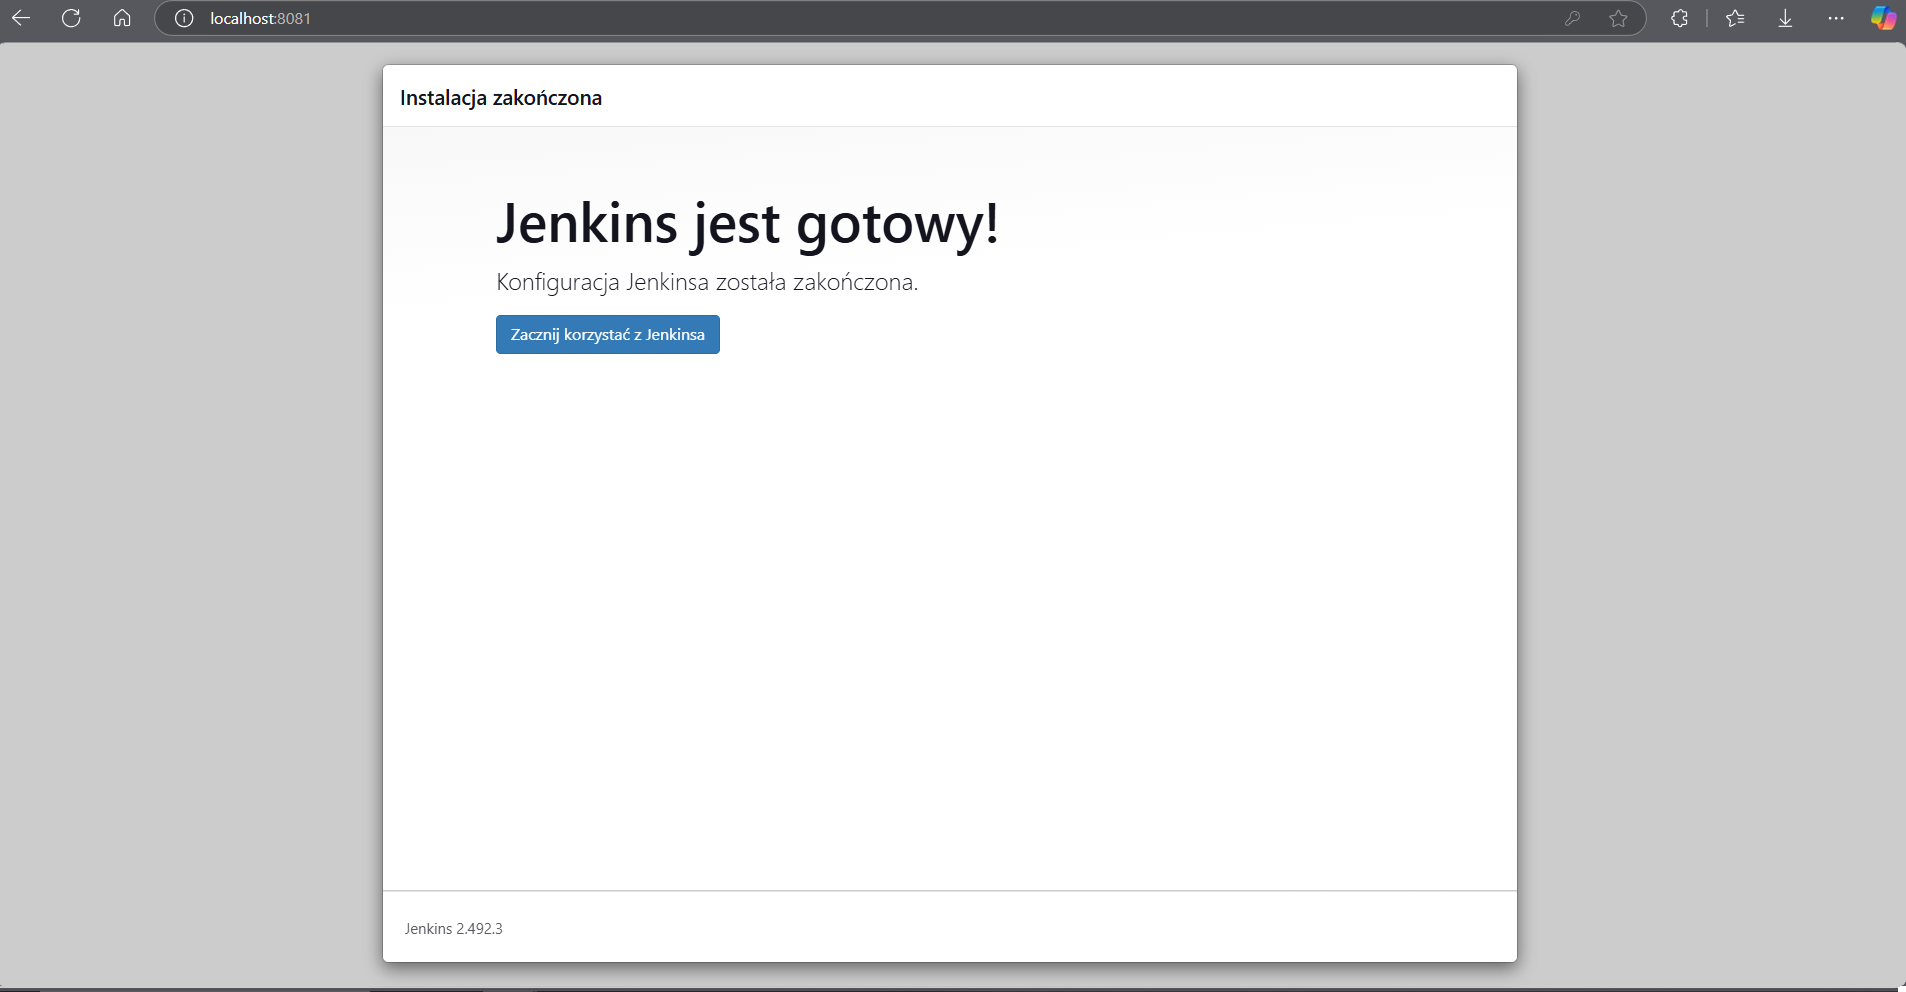 localhost:8081
Instalacja zakończona
Jenkins jest gotowy!
Konfiguracja Jenkinsa została zakończona.
Zacznij korzystać z Jenkinsa
Jenkins 2.492.3